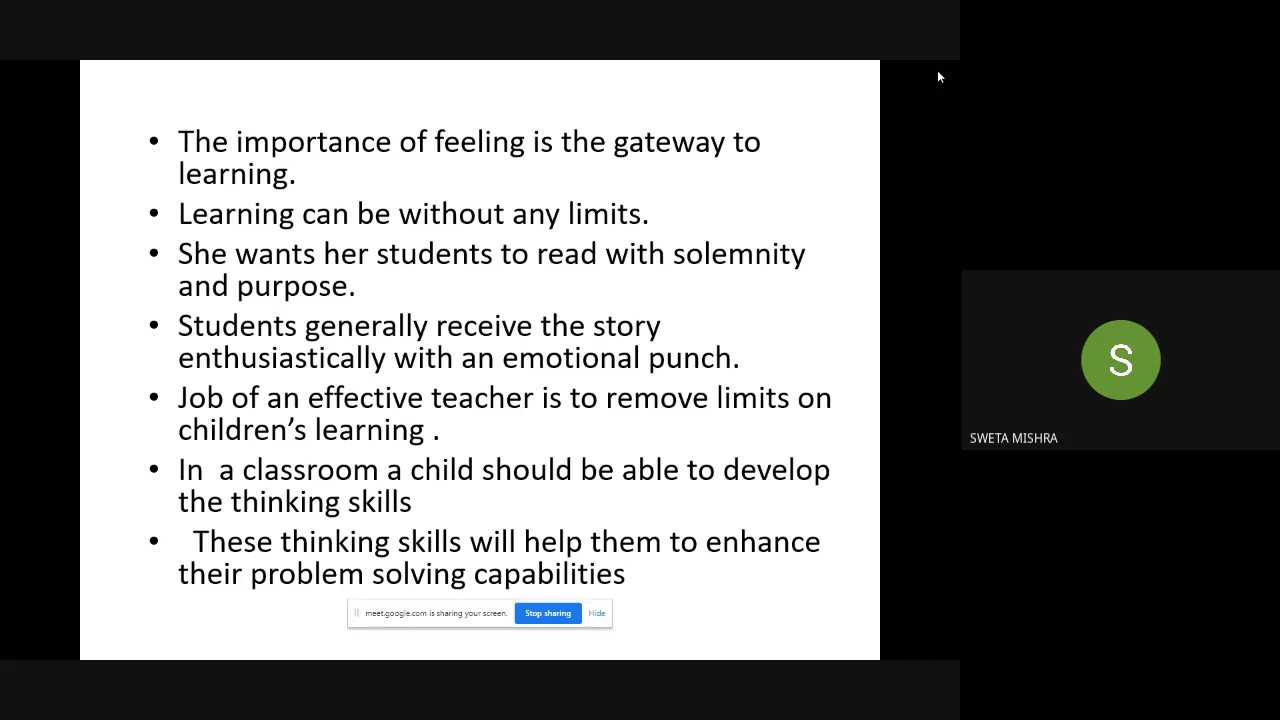 • The importance of feeling is the gateway to
learning.
• Learning can be without any limits.
• She wants her students to read with solemnity
and purpose.
• Students generally receive the story
enthusiastically with an emotional punch.
• Job of an effective teacher is to remove limits on
children’s learning .
• In  a classroom a child should be able to develop
the thinking skills
•   These thinking skills will help them to enhance
their problem solving capabilities
meet.google.com is sharing your screen. Stop sharing Hide
S
SWETA MISHRA